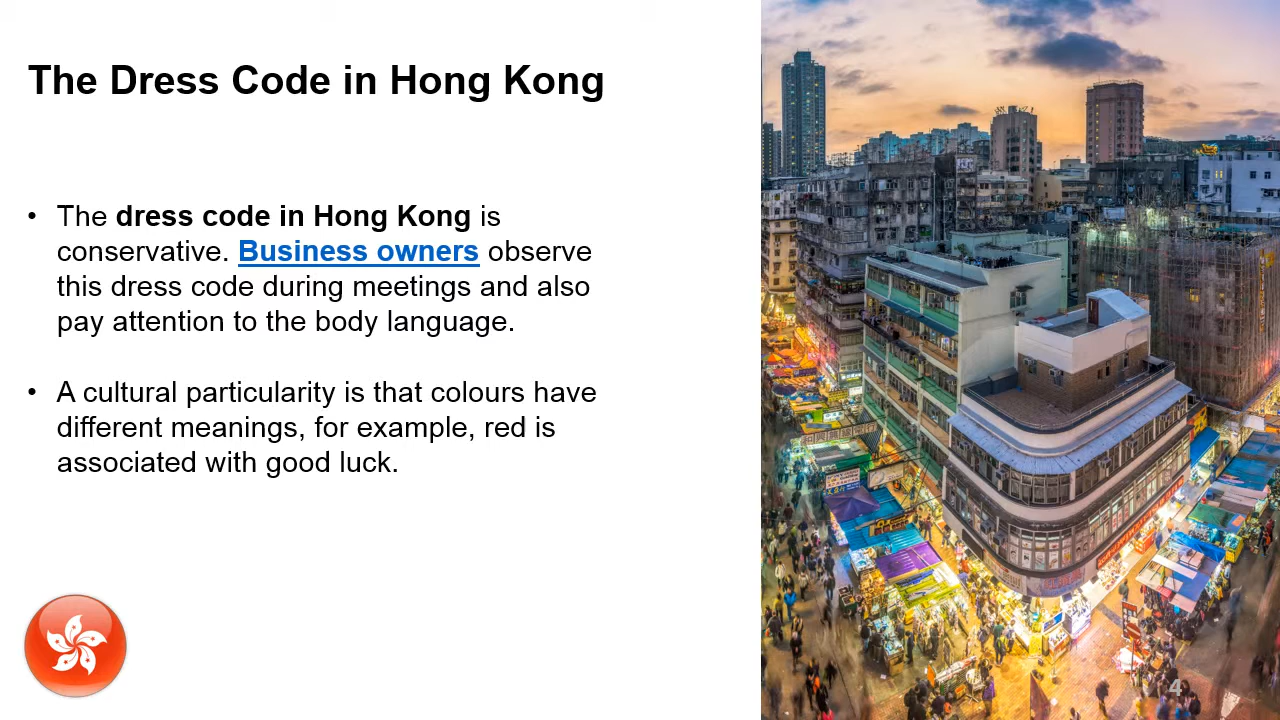 The Dress Code in Hong Kong
• The dress code in Hong Kong is
conservative. Business owners observe
this dress code during meetings and also
pay attention to the body language.
• A cultural particularity is that colours have
different meanings, for example, red is
associated with good luck.
4